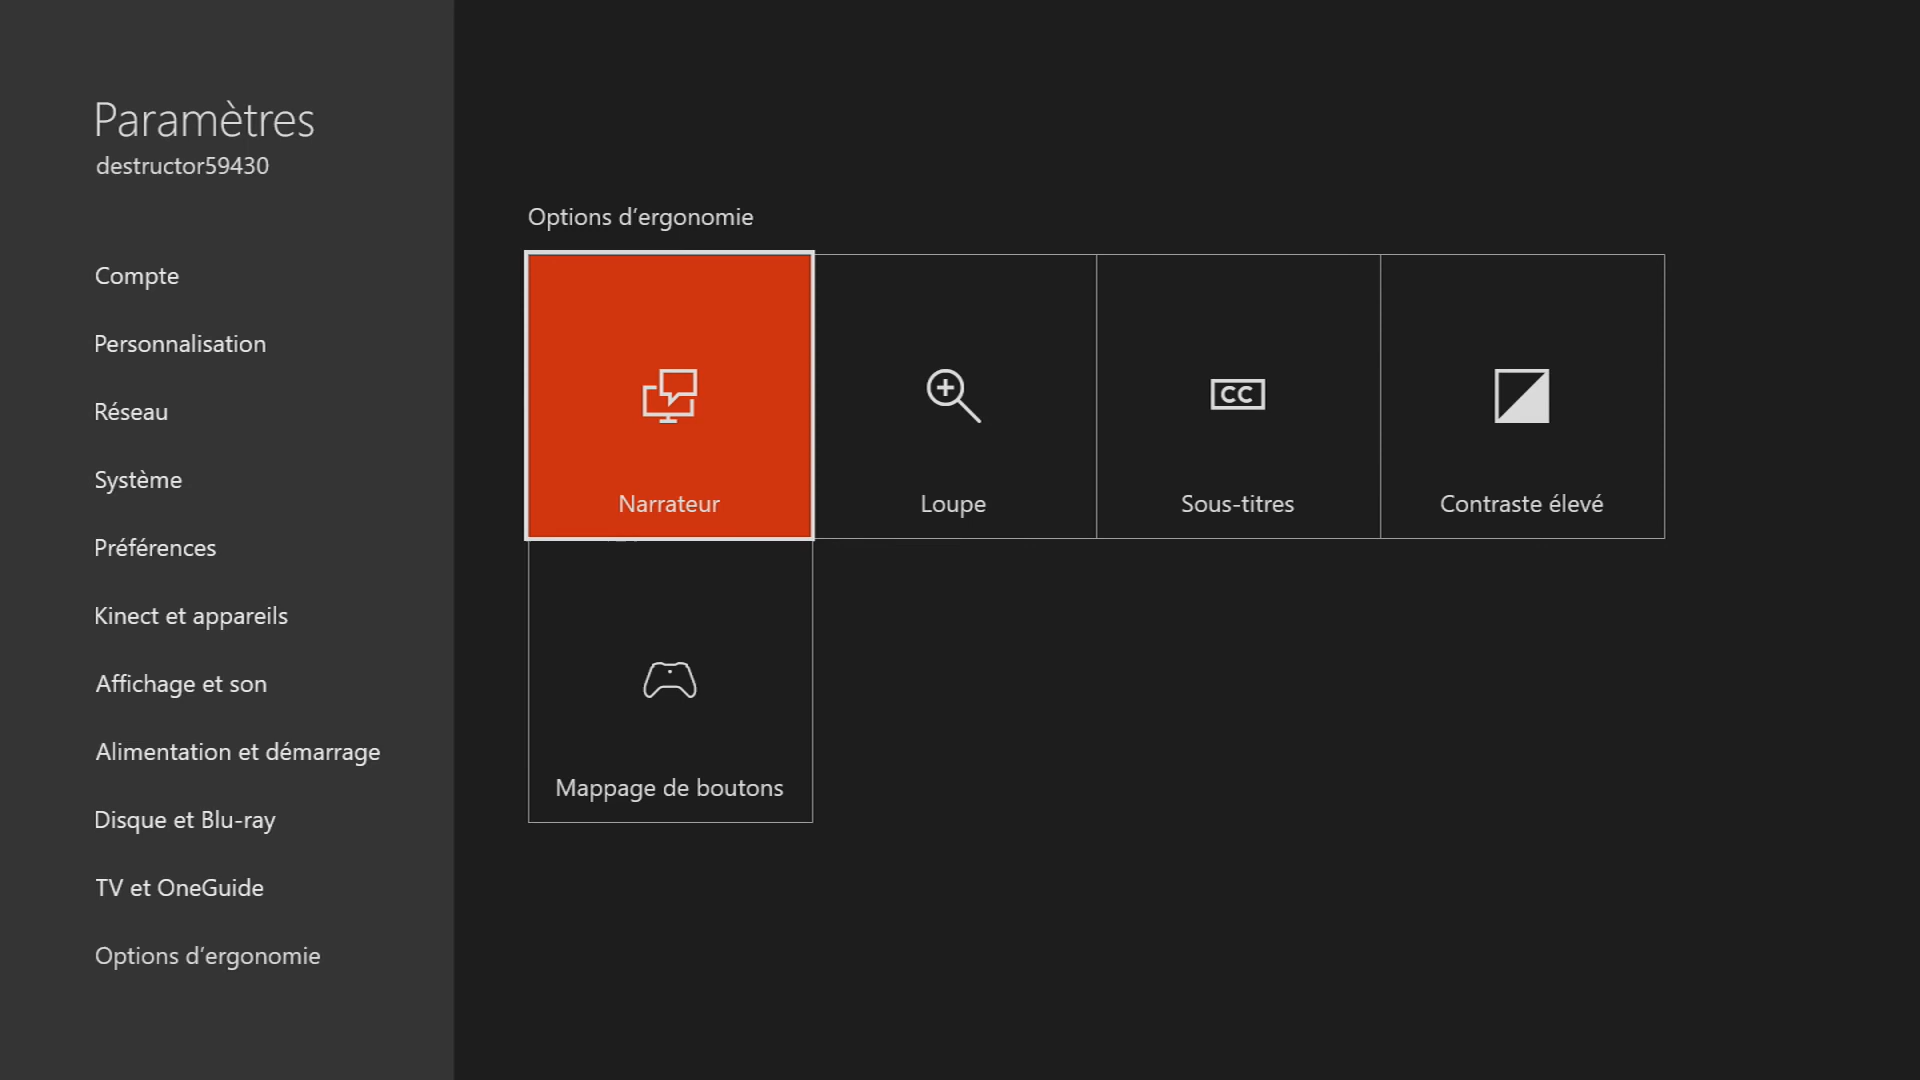 Paramètres
destructor59430
Compte
Personnalisation
Réseau
Système
Préférences
Kinect et appareils
Affichage et son
Alimentation et démarrage
Disque et Blu-ray
TV et OneGuide
Options d’ergonomie
Options d’ergonomie
Narrateur
Loupe
CC
Sous-titres
Contraste élevé
Mappage de boutons